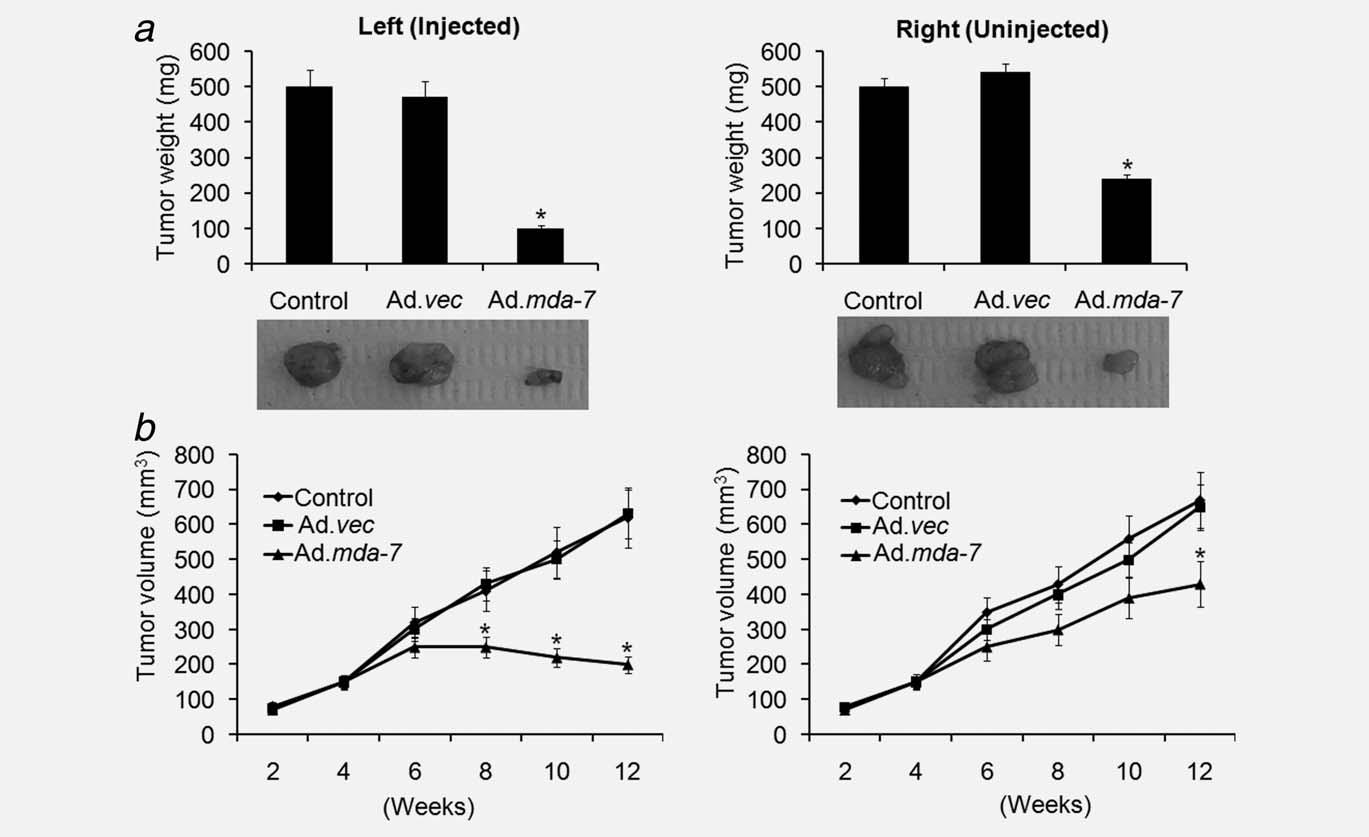 a
Left (Injected)
Tumor weight (mg)
600
500
400
300
200
100
0
*
Control Ad.vec Ad.mda-7
Right (Uninjected)
Tumor weight (mg)
600
500
400
300
200
100
0
*
Control Ad.vec Ad.mda-7
b
Tumor volume (mm³)
800
700
600
500
400
300
200
100
0
Control
Ad.vec
Ad.mda-7
* * *
2 4 6 8 10 12
(Weeks)
Tumor volume (mm³)
800
700
600
500
400
300
200
100
0
Control
Ad.vec
Ad.mda-7
*
2 4 6 8 10 12
(Weeks)